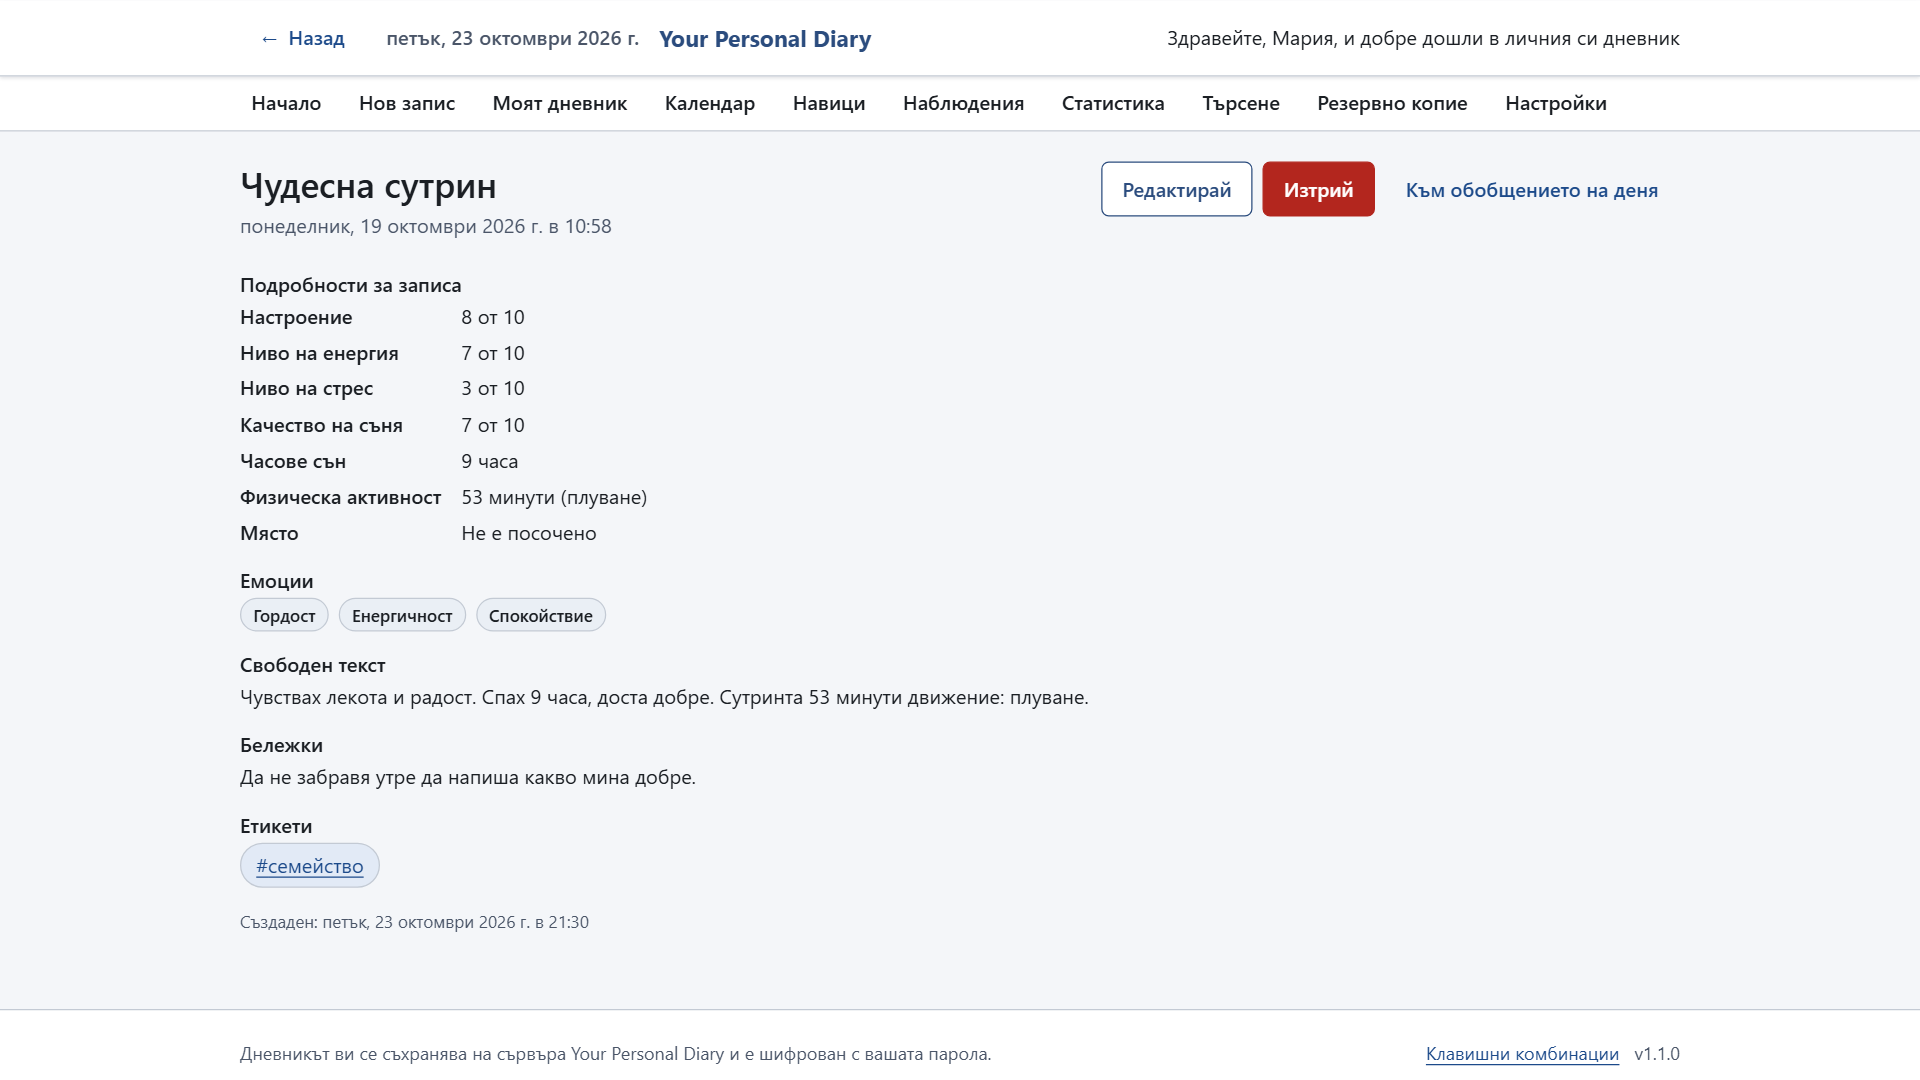 ← Назад петък, 23 октомври 2026 г. Your Personal Diary Здравейте, Мария, и добре дошли в личния си дневник
Начало Нов запис Моят дневник Календар Навици Наблюдения Статистика Търсене Резервно копие Настройки
Чудесна сутрин
Редактирай Изтрий Към обобщението на деня
понеделник, 19 октомври 2026 г. в 10:58
Подробности за записа
Настроение 8 от 10
Ниво на енергия 7 от 10
Ниво на стрес 3 от 10
Качество на съня 7 от 10
Часове сън 9 часа
Физическа активност 53 минути (плуване)
Място Не е посочено
Емоции
Гордост Енергичност Спокойствие
Свободен текст
Чувствах лекота и радост. Спах 9 часа, доста добре. Сутринта 53 минути движение: плуване.
Бележки
Да не забравя утре да напиша какво мина добре.
Етикети
#семейство
Създаден: петък, 23 октомври 2026 г. в 21:30
Дневникът ви се съхранява на сървъра Your Personal Diary и е шифрован с вашата парола. Клавишни комбинации v1.1.0